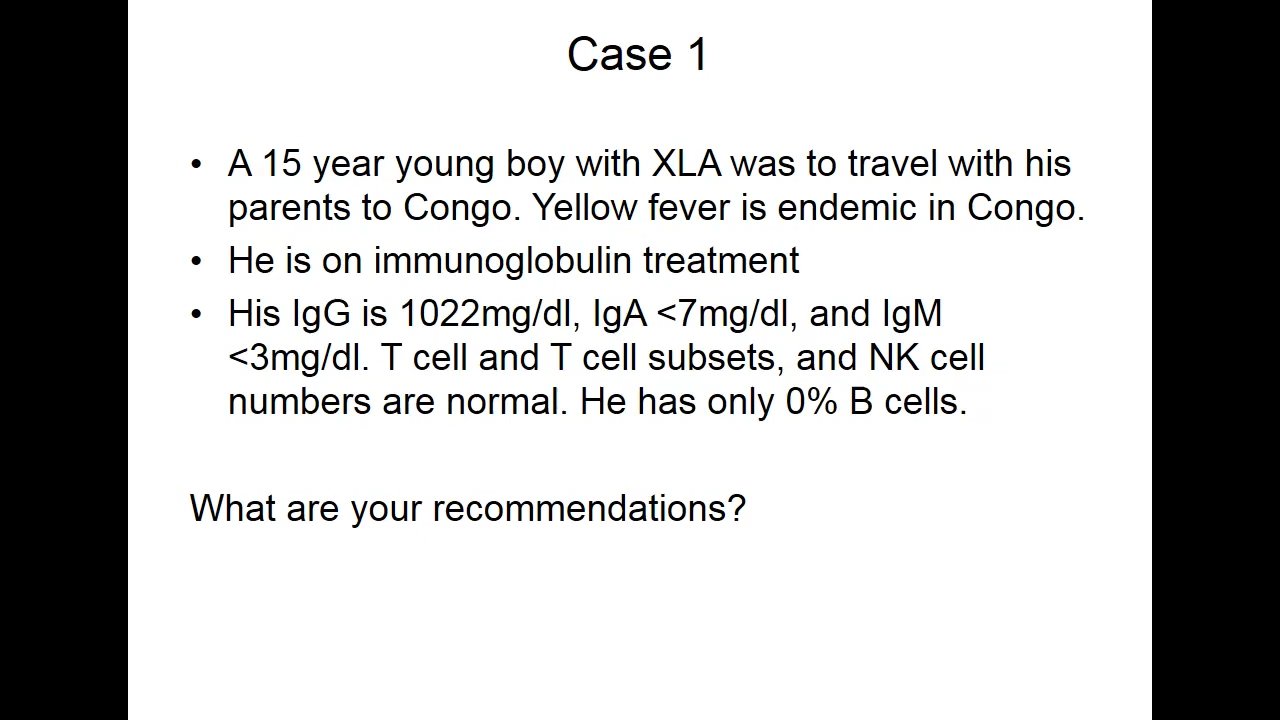 Case 1
• A 15 year young boy with XLA was to travel with his
parents to Congo. Yellow fever is endemic in Congo.
• He is on immunoglobulin treatment
• His IgG is 1022mg/dl, IgA <7mg/dl, and IgM
<3mg/dl. T cell and T cell subsets, and NK cell
numbers are normal. He has only 0% B cells.
What are your recommendations?